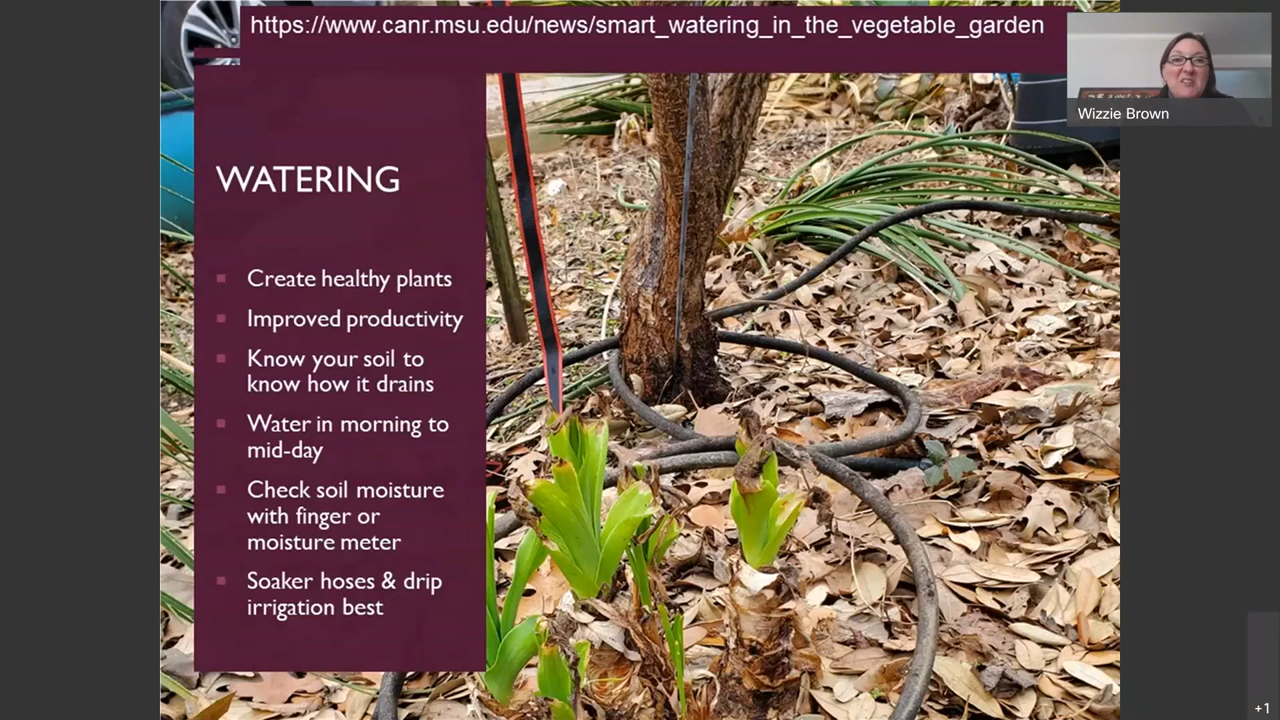 https://www.canr.msu.edu/news/smart_watering_in_the_vegetable_garden
Wizzie Brown
WATERING
▪ Create healthy plants
▪ Improved productivity
▪ Know your soil to
know how it drains
▪ Water in morning to
mid-day
▪ Check soil moisture
with finger or
moisture meter
▪ Soaker hoses & drip
irrigation best
+1